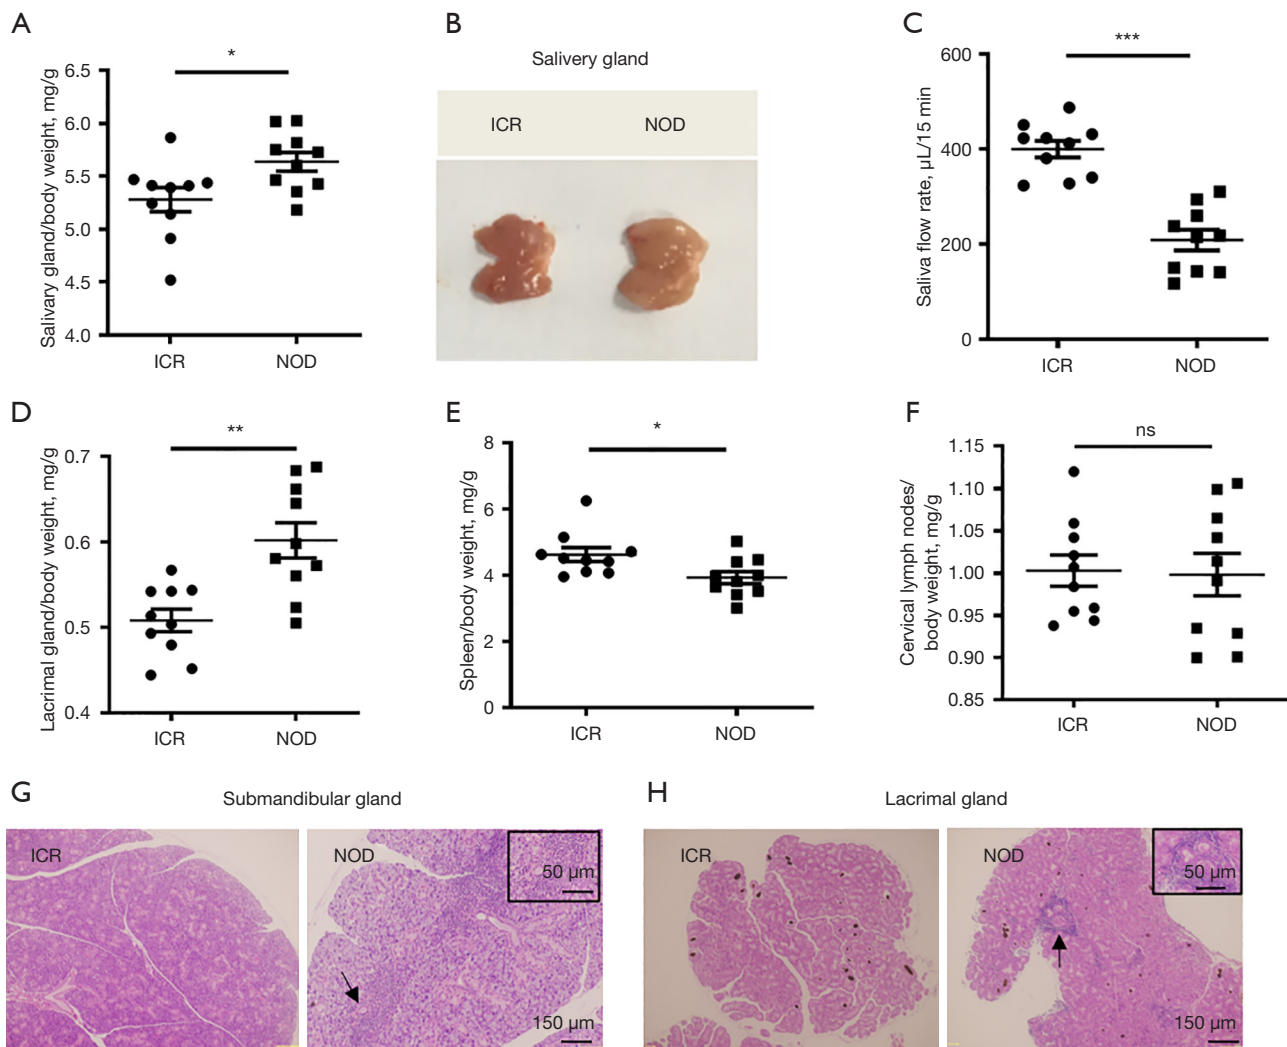 A
*
Salivary gland/body weight, mg/g
6.5
6.0
5.5
5.0
4.5
4.0
ICR
NOD
B
Salivery gland
ICR
NOD
C
***
Saliva flow rate, µL/15 min
600
400
200
0
ICR
NOD
D
**
Lacrimal gland/body weight, mg/g
0.7
0.6
0.5
0.4
ICR
NOD
E
*
Spleen/body weight, mg/g
8
6
4
2
0
ICR
NOD
F
ns
Cervical lymph nodes/
body weight, mg/g
1.15
1.10
1.05
1.00
0.95
0.90
0.85
ICR
NOD
G
Submandibular gland
ICR
NOD
50 µm
150 µm
H
Lacrimal gland
ICR
NOD
50 µm
150 µm